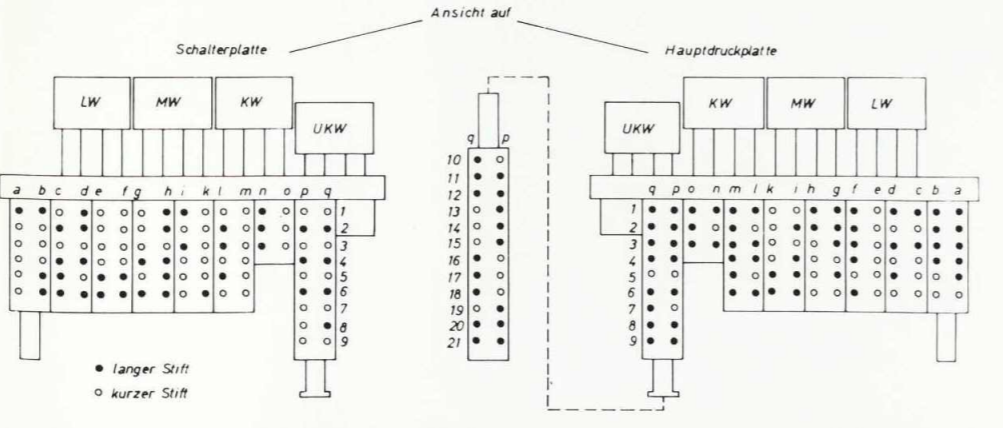 Ansicht auf
Schalterplatte
Hauptdruckplatte
LW MW KW
UKW
KW MW LW
UKW
q p
a b c d e f g h i k l m n o p q
q p o n m l k i h g f e d c b a
1
2
3
4
5
6
7
8
9
10
11
12
13
14
15
16
17
18
19
20
21
1
2
3
4
5
6
7
8
9
langer Stift
kurzer Stift